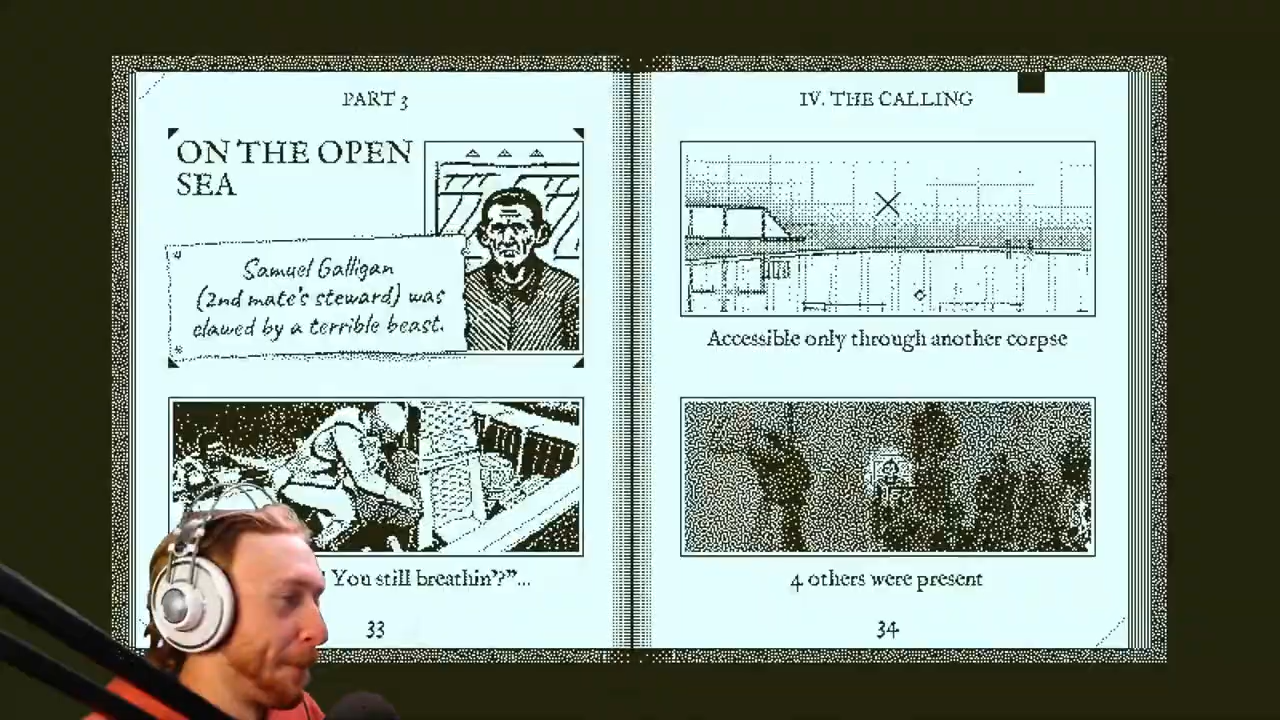 PART 3
ON THE OPEN
SEA
Samuel Galligan
(2nd mate's steward) was
clawed by a terrible beast.
You still breathin'?"...
33
IV. THE CALLING
Accessible only through another corpse
4 others were present
34